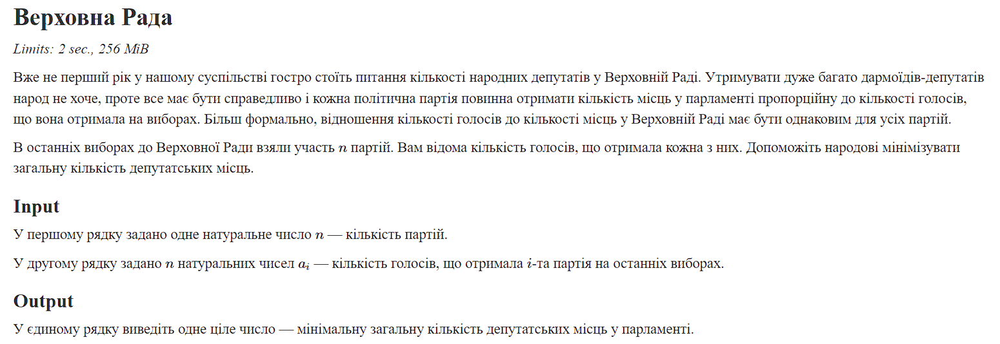 Верховна Рада
Limits: 2 sec., 256 MiB
Вже не перший рік у нашому суспільстві гостро стоїть питання кількості народних депутатів у Верховній Раді. Утримувати дуже багато дармоїдів-депутатів
народ не хоче, проте все має бути справедливо і кожна політична партія повинна отримати кількість місць у парламенті пропорційну до кількості голосів,
що вона отримала на виборах. Більш формально, відношення кількості голосів до кількості місць у Верховній Раді має бути однаковим для усіх партій.
В останніх виборах до Верховної Ради взяли участь n партій. Вам відома кількість голосів, що отримала кожна з них. Допоможіть народові мінімізувати
загальну кількість депутатських місць.
Input
У першому рядку задано одне натуральне число n — кількість партій.
У другому рядку задано n натуральних чисел aᵢ — кількість голосів, що отримала i-та партія на останніх виборах.
Output
У єдиному рядку виведіть одне ціле число — мінімальну загальну кількість депутатських місць у парламенті.